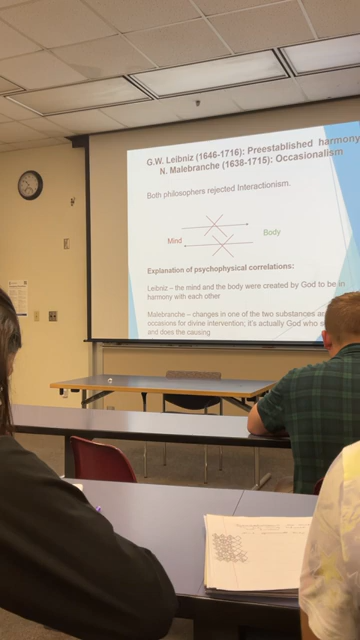 G.W. Leibniz (1646-1716): Preestablished harmony
N. Malebranche (1638-1715): Occasionalism
Both philosophers rejected Interactionism.
Mind
Body
Explanation of psychophysical correlations:
Leibniz – the mind and the body were created by God to be in
harmony with each other
Malebranche – changes in one of the two substances
occasions for divine intervention; it's actually God who
and does the causing